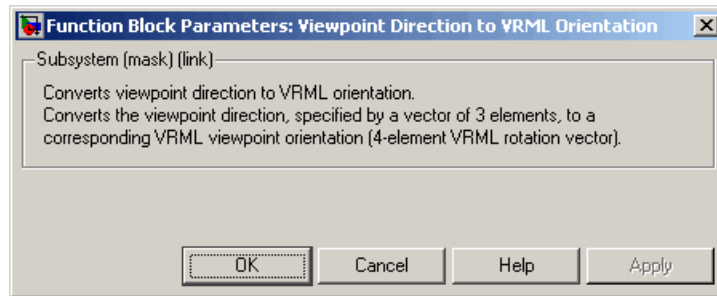 Function Block Parameters: Viewpoint Direction to VRML Orientation
Subsystem (mask) (link)
Converts viewpoint direction to VRML orientation.
Converts the viewpoint direction, specified by a vector of 3 elements, to a
corresponding VRML viewpoint orientation (4-element VRML rotation vector).
OK Cancel Help Apply